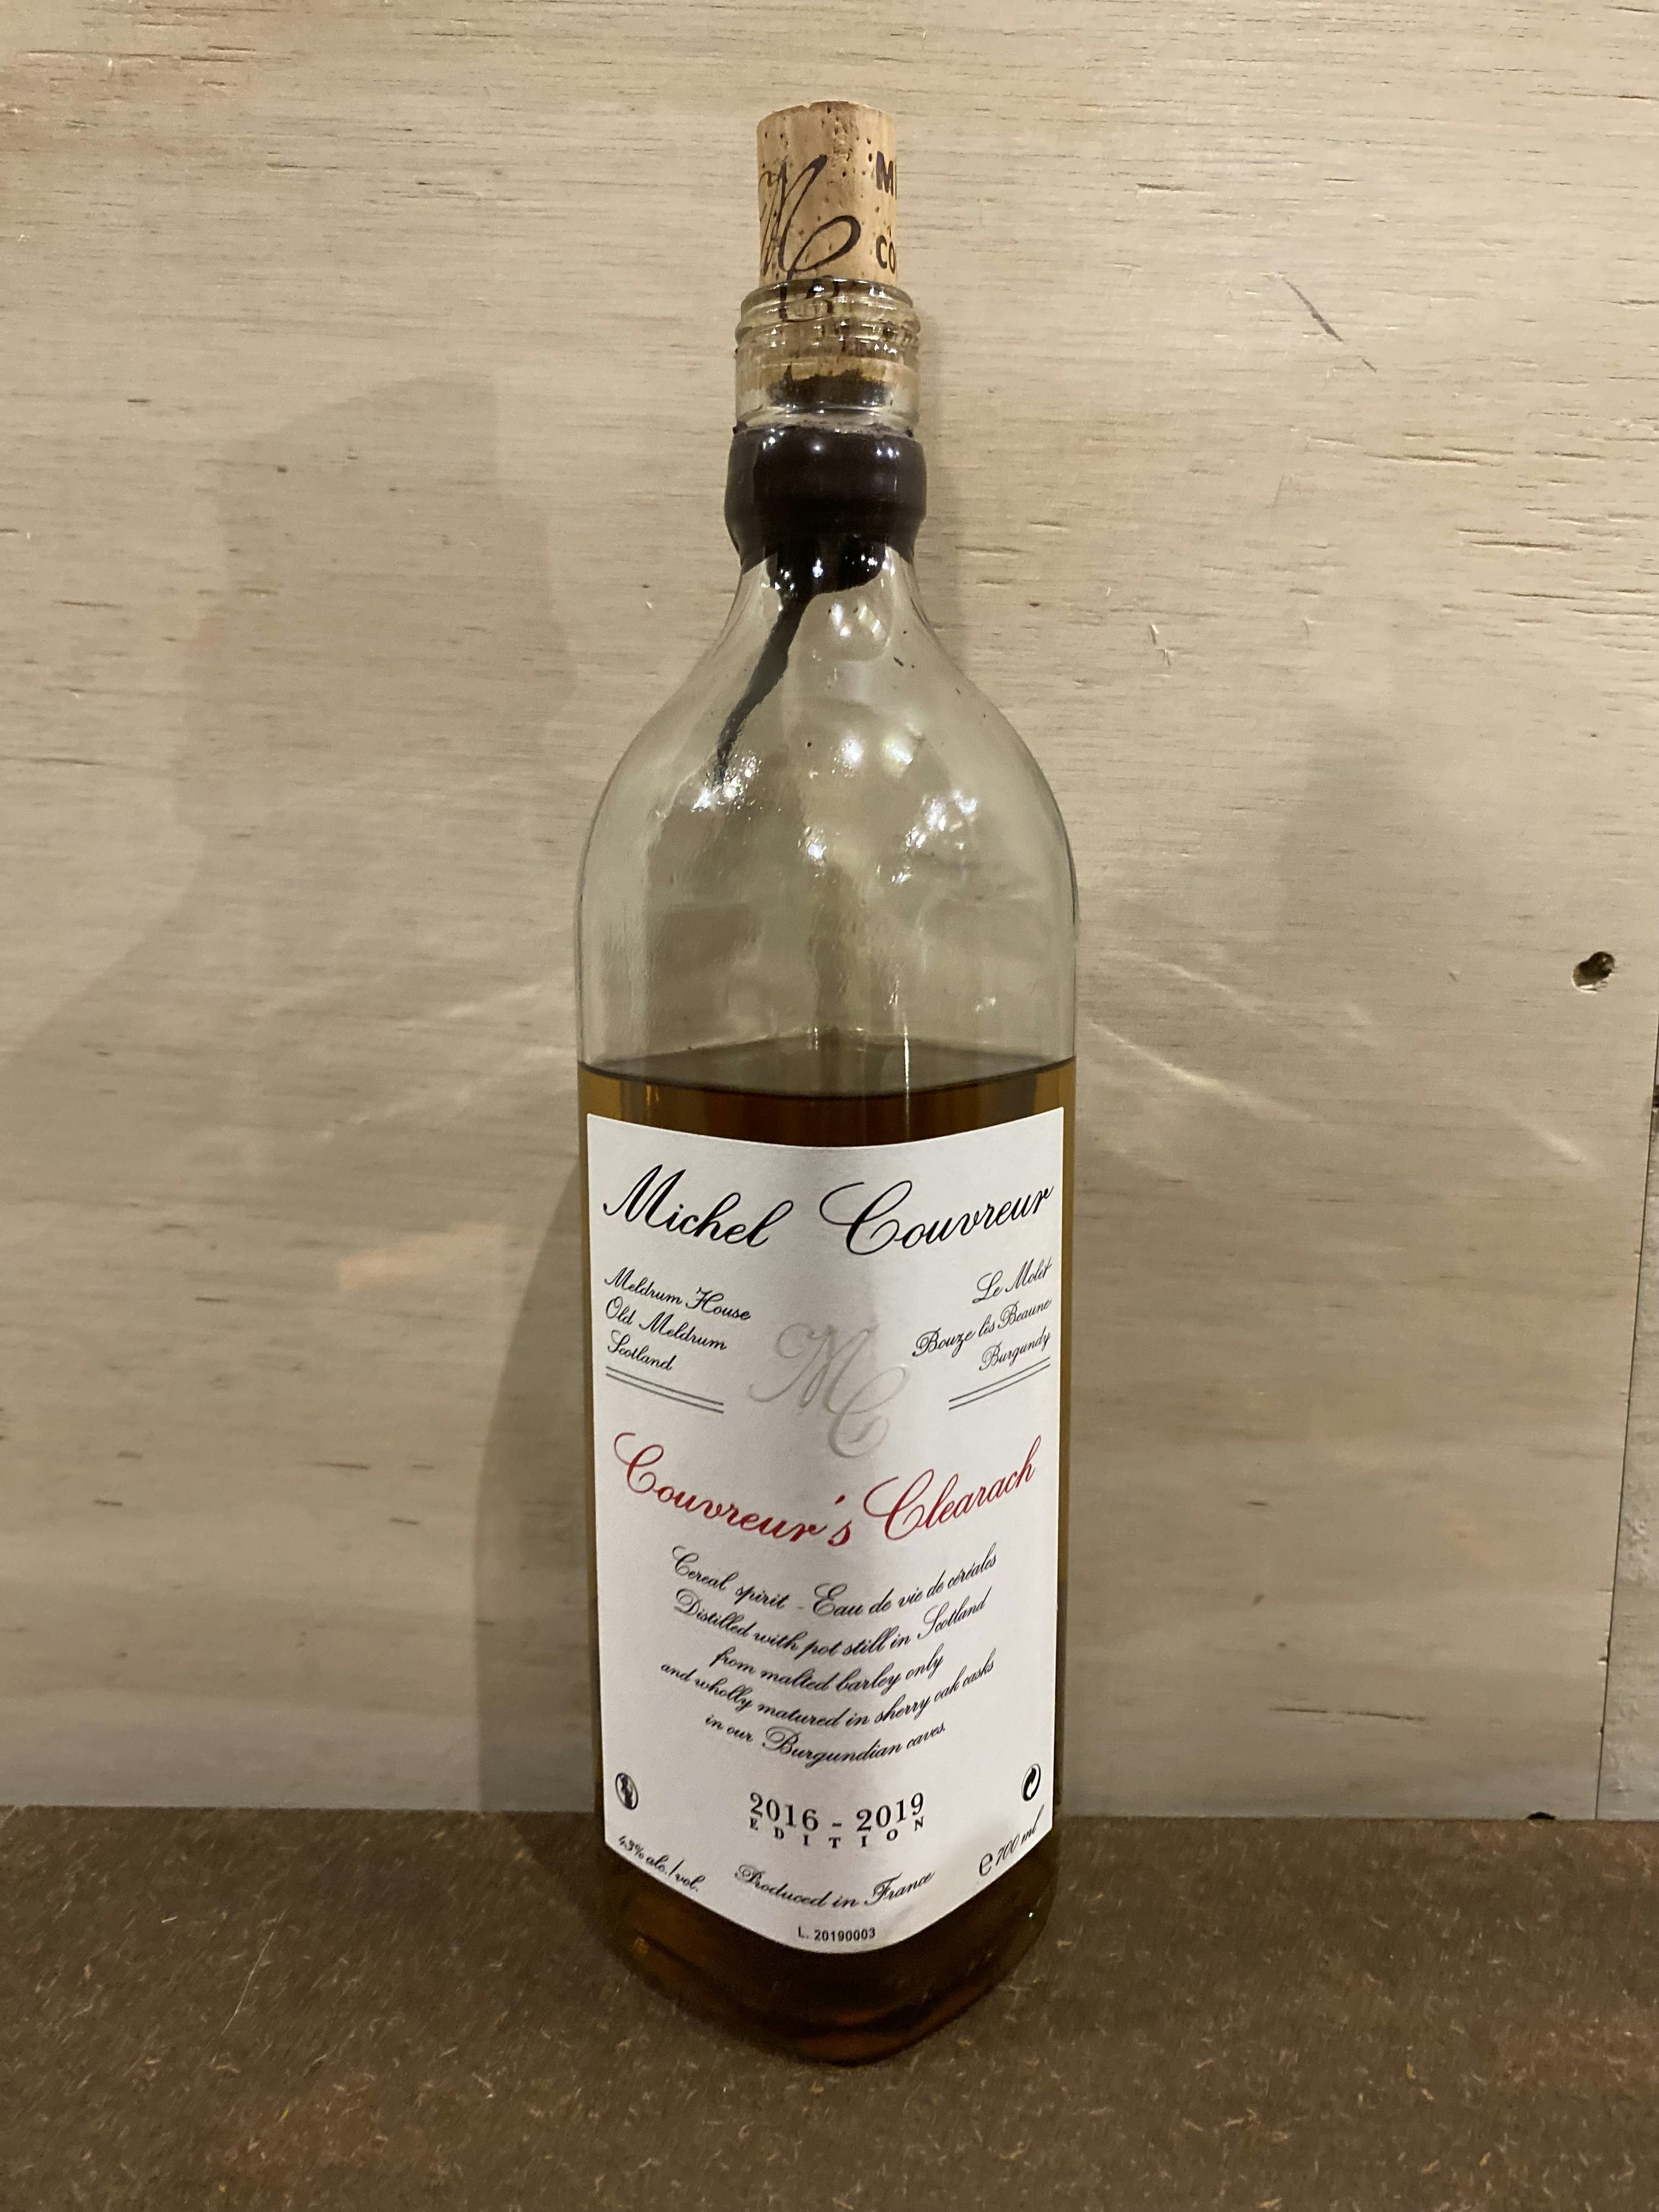 MC
M
CO
Michel Couvreur
Meldrum House
Old Meldrum
Scotland
Le Molet
Bouze lès Beaune
Burgundy
MC
Couvreur's Clearach
Cereal spirit - Eau de vie de céréales
Distilled with pot still in Scotland
from malted barley only
and wholly matured in sherry oak casks
in our Burgundian caves.
2016 - 2019
EDITION
43% alc./vol.
Produced in France
e 700 ml
L. 20190003